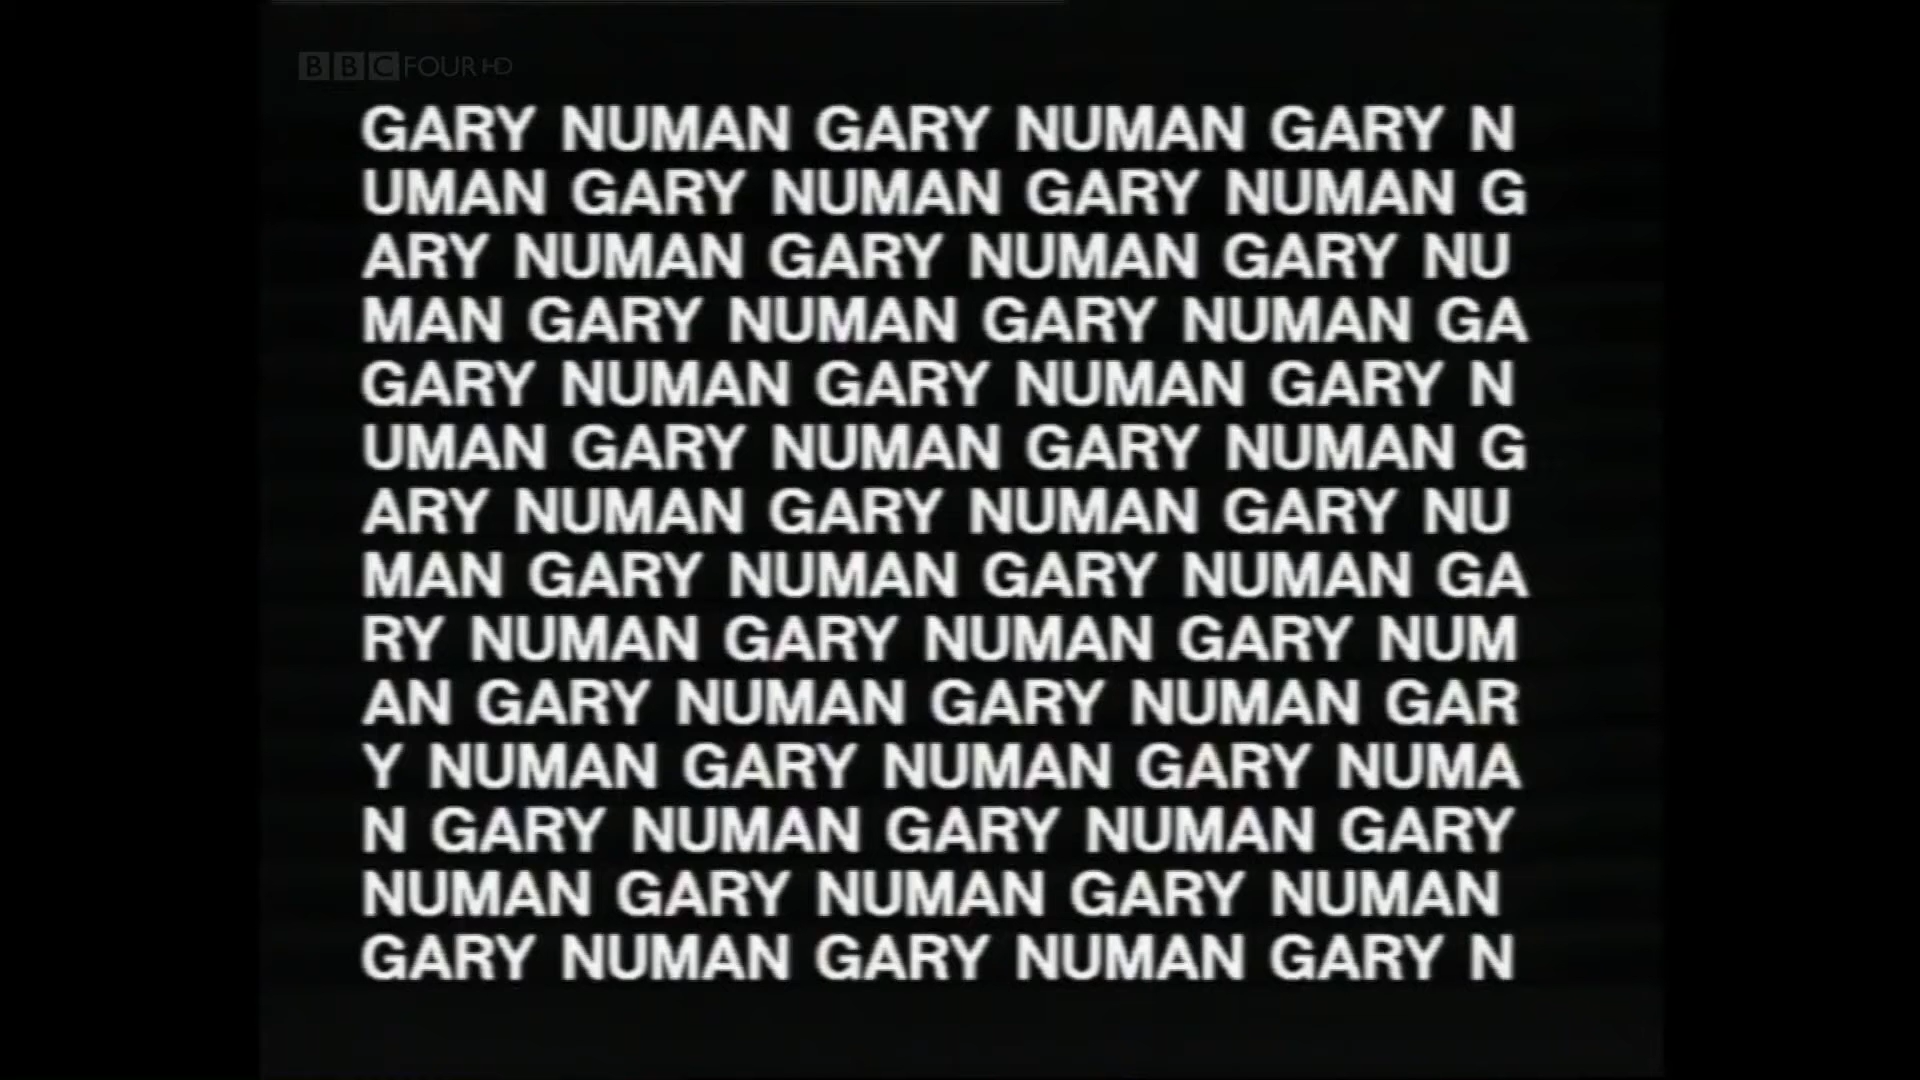 BBC FOUR HD
GARY NUMAN GARY NUMAN GARY N
UMAN GARY NUMAN GARY NUMAN G
ARY NUMAN GARY NUMAN GARY NU
MAN GARY NUMAN GARY NUMAN GA
GARY NUMAN GARY NUMAN GARY N
UMAN GARY NUMAN GARY NUMAN G
ARY NUMAN GARY NUMAN GARY NU
MAN GARY NUMAN GARY NUMAN GA
RY NUMAN GARY NUMAN GARY NUM
AN GARY NUMAN GARY NUMAN GAR
Y NUMAN GARY NUMAN GARY NUMA
N GARY NUMAN GARY NUMAN GARY
NUMAN GARY NUMAN GARY NUMAN
GARY NUMAN GARY NUMAN GARY N